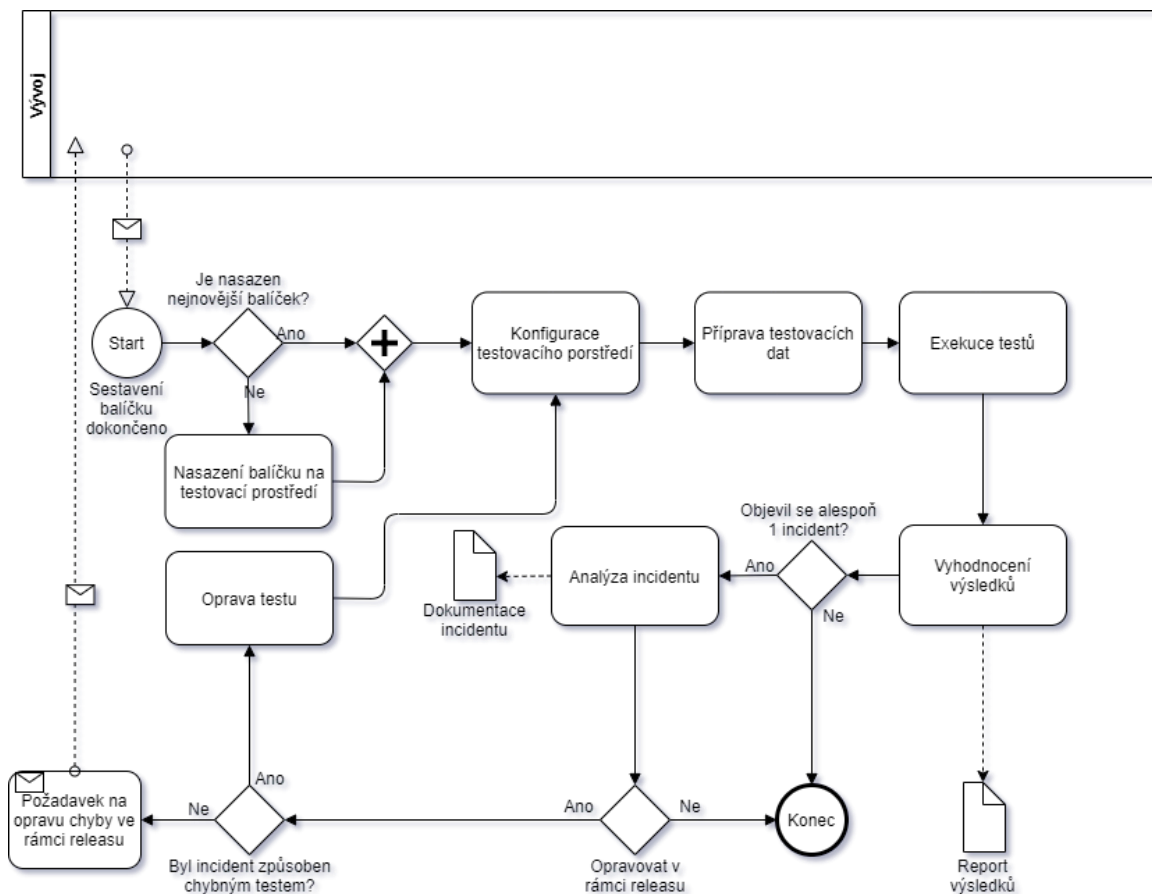 Vývoj
Je nasazen
nejnovější balíček?
Start
Ano
Konfigurace
testovacího porstředí
Příprava testovacích
dat
Exekuce testů
Sestavení
balíčku
dokončeno
Ne
Nasazení balíčku na
testovací prostředí
Objevil se alespoň
1 incident?
Oprava testu
Dokumentace
incidentu
Analýza incidentu
Ano
Ne
Vyhodnocení
výsledků
Požadavek na
opravu chyby ve
rámci releasu
Ne
Ano
Byl incident způsoben
chybným testem?
Ano
Ne
Opravovat v
rámci releasu
Konec
Report
výsledků